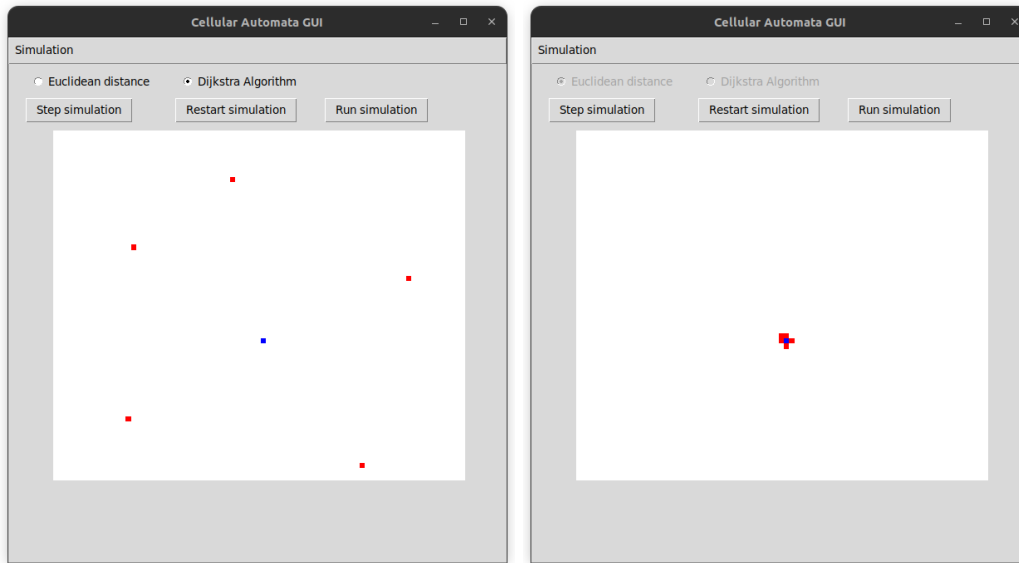 Cellular Automata GUI
Simulation
Euclidean distance Dijkstra Algorithm
Step simulation Restart simulation Run simulation
Cellular Automata GUI
Simulation
Euclidean distance Dijkstra Algorithm
Step simulation Restart simulation Run simulation